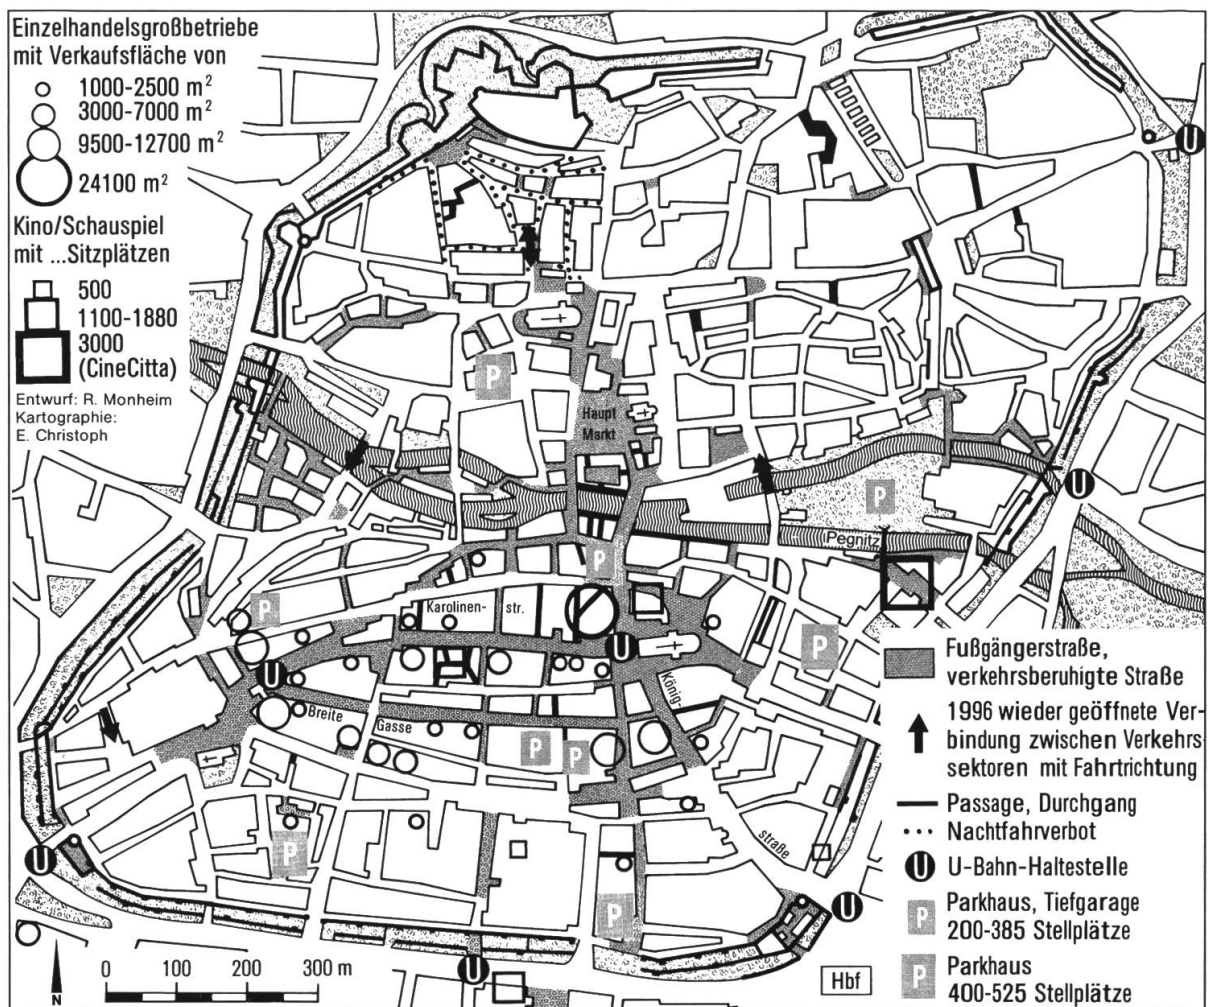 Einzelhandelsgroßbetriebe
mit Verkaufsfläche von
1000-2500 m²
3000-7000 m²
9500-12700 m²
24100 m²
Kino/Schauspiel
mit ...Sitzplätzen
500
1100-1880
3000
(CineCitta)
Entwurf: R. Monheim
Kartographie:
E. Christoph
U
P
Haupt
Markt
U
P
Pegnitz
P
P
Karolinen-
str.
U
P
U
König-
Breite
Gasse
P
P
straße
P
U
P
U
U
Hbf
N
0 100 200 300 m
Fußgängerstraße,
verkehrsberuhigte Straße
1996 wieder geöffnete Ver-
bindung zwischen Verkehrs
sektoren mit Fahrtrichtung
Passage, Durchgang
Nachtfahrverbot
U U-Bahn-Haltestelle
P Parkhaus, Tiefgarage
200-385 Stellplätze
P Parkhaus
400-525 Stellplätze